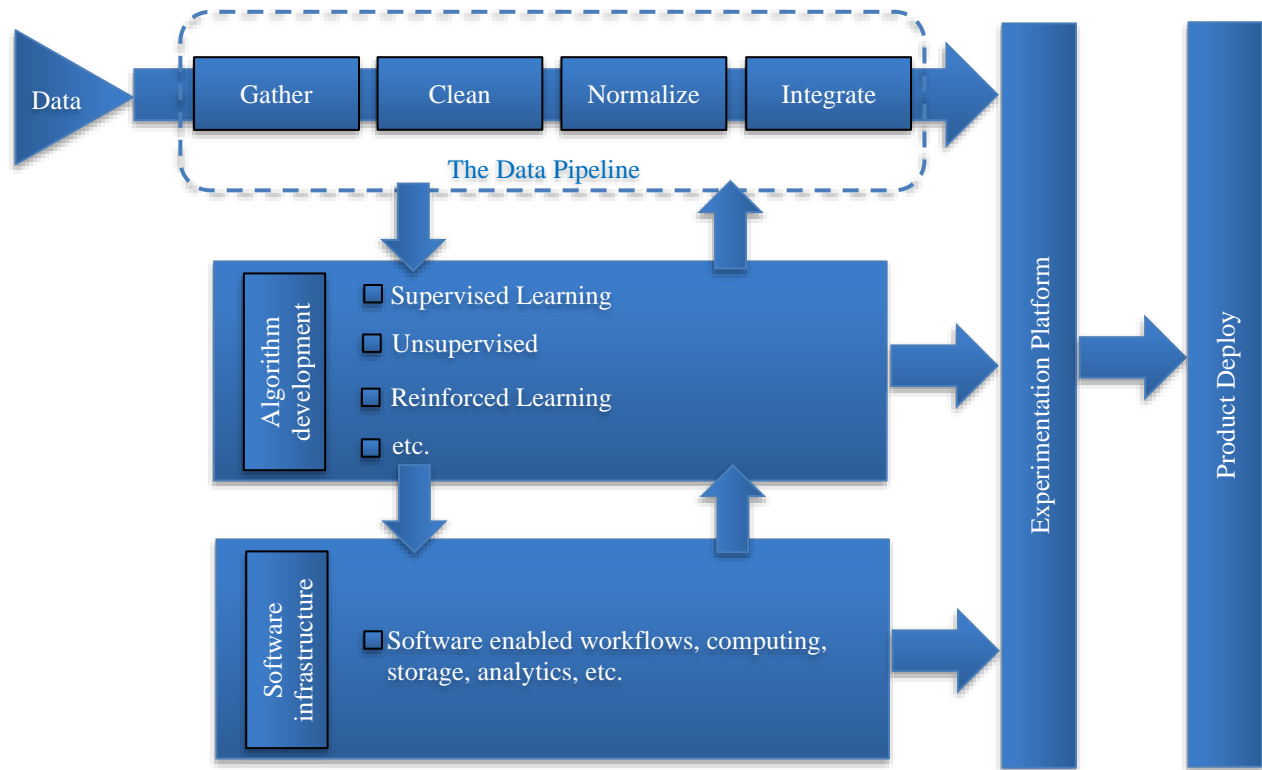 Data
Gather
Clean
Normalize
Integrate
The Data Pipeline
Algorithm
development
Supervised Learning
Unsupervised
Reinforced Learning
etc.
Software
infrastructure
Software enabled workflows, computing,
storage, analytics, etc.
Experimentation Platform
Product Deploy